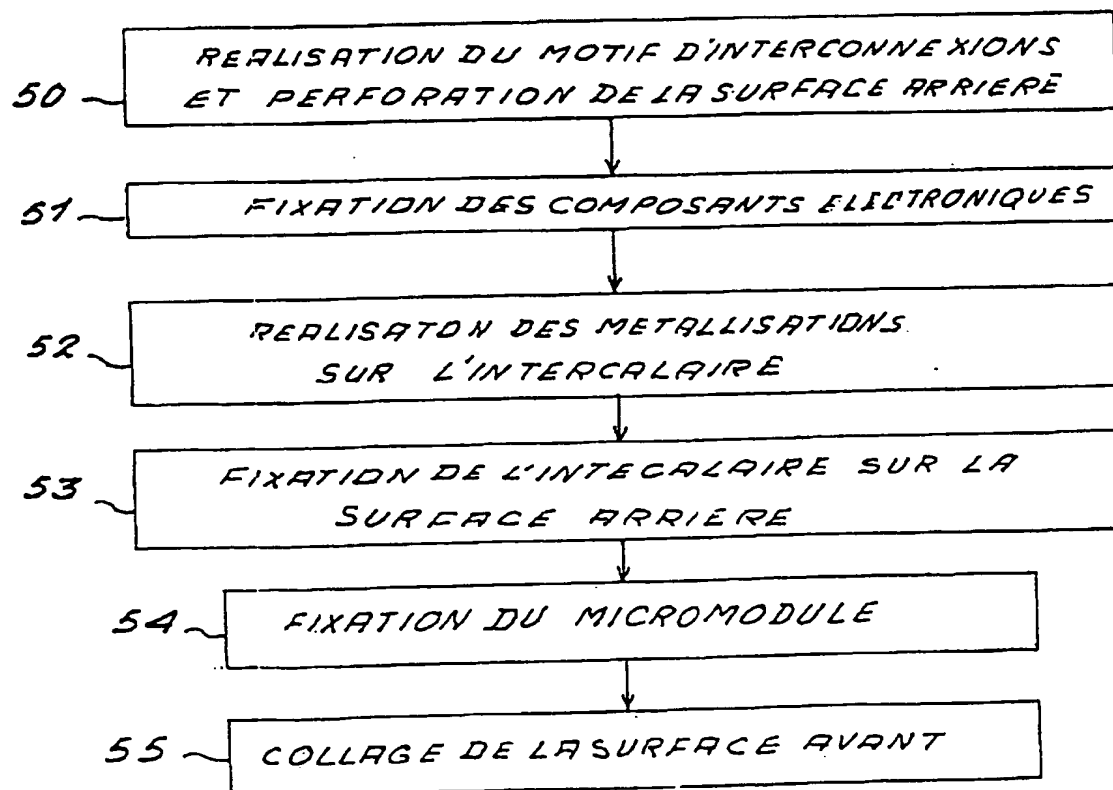 REALISATION DU MOTIF D'INTERCONNEXIONS
50 ET PERFORATION DE LA SURFACE ARRIERE
51 FIXATION DES COMPOSANTS ELECTRONIQUES
REALISATON DES METALLISATIONS
52 SUR L'INTERCALAIRE
53 FIXATION DE L'INTECALAIRE SUR LA
SURFACE ARRIERE
54 FIXATION DU MICROMODULE
55 COLLAGE DE LA SURFACE AVANT